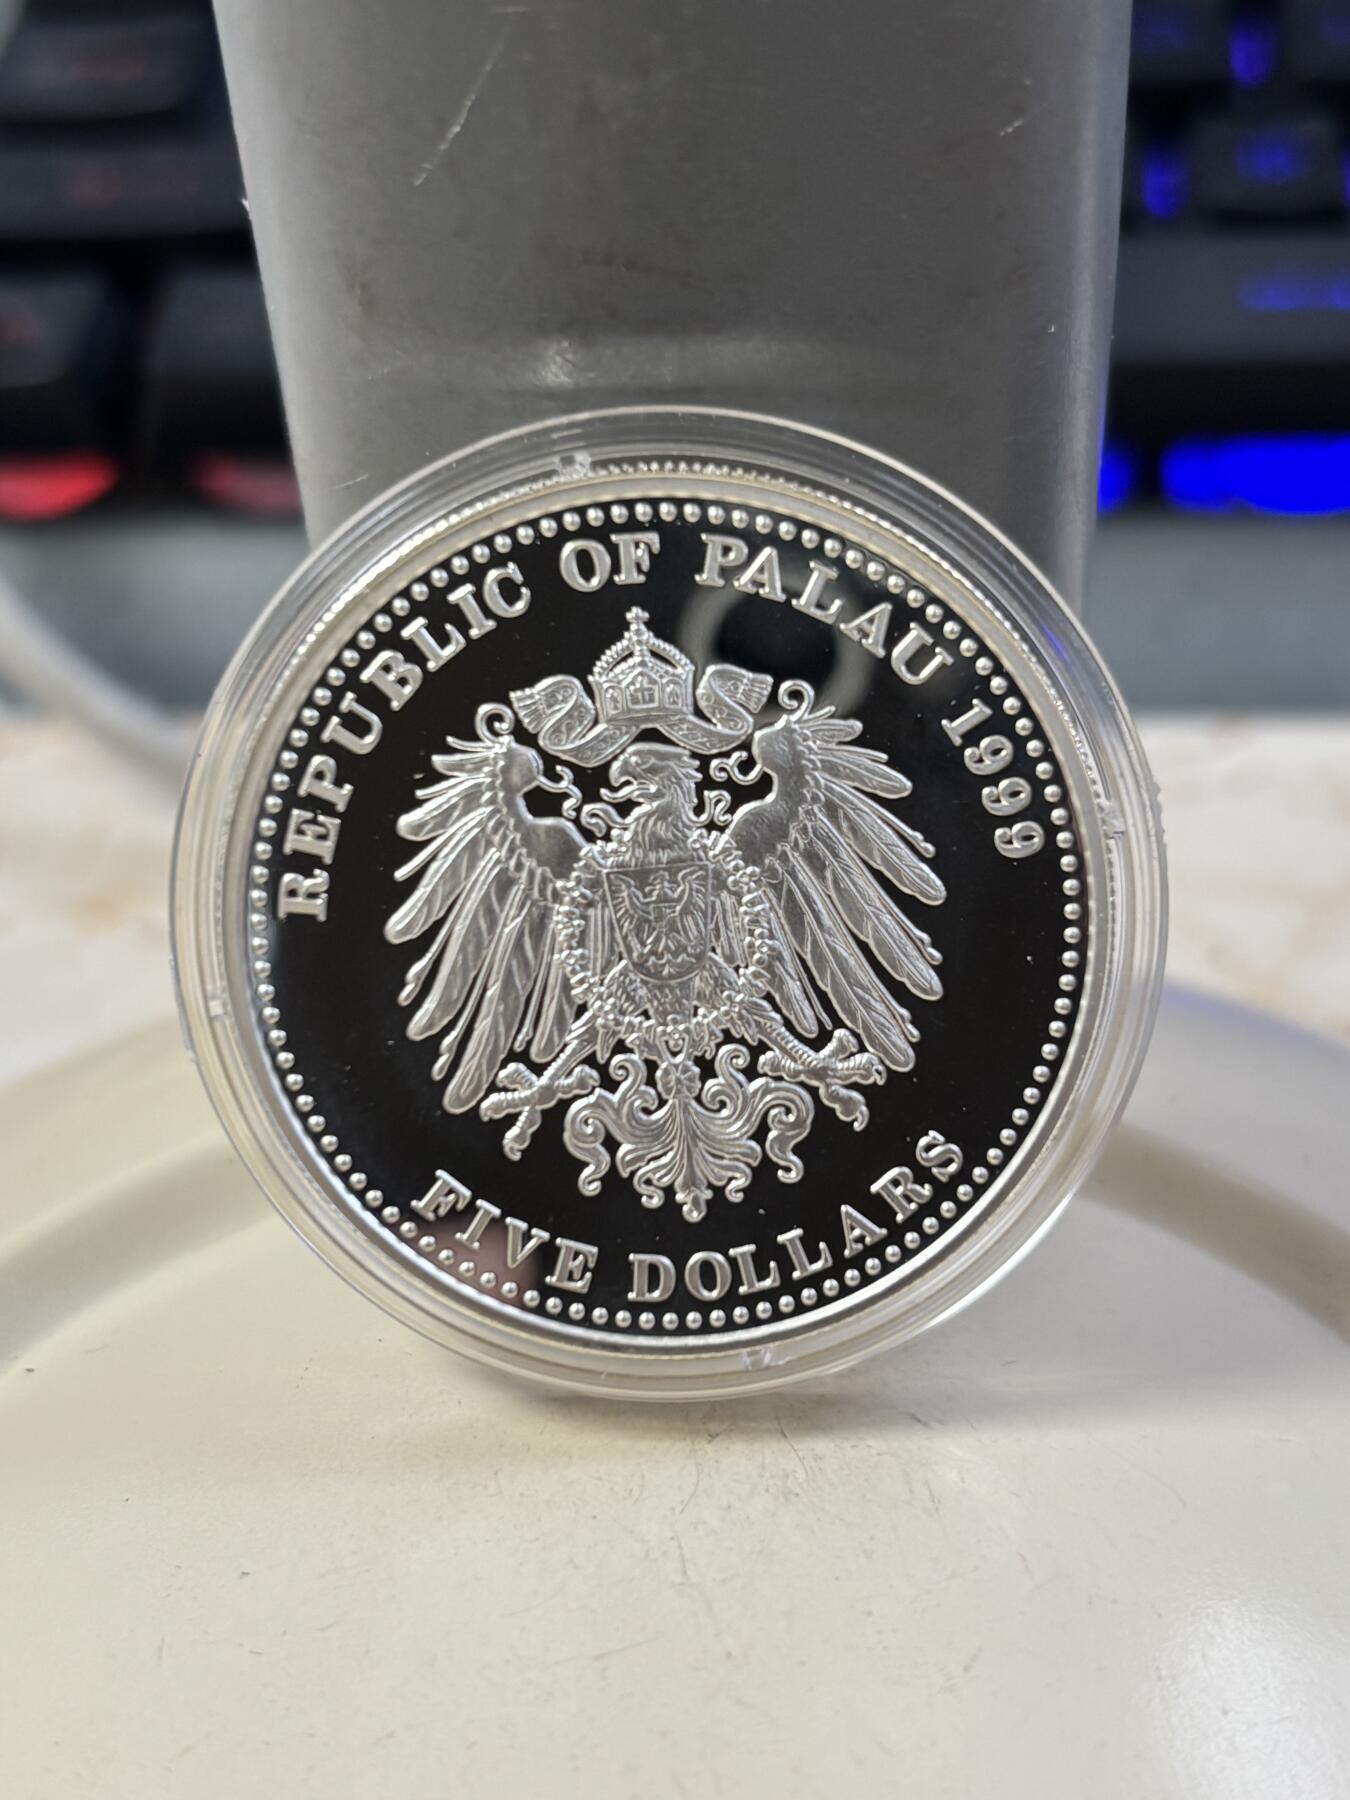 REPUBLIC OF PALAU 1999
FIVE DOLLARS